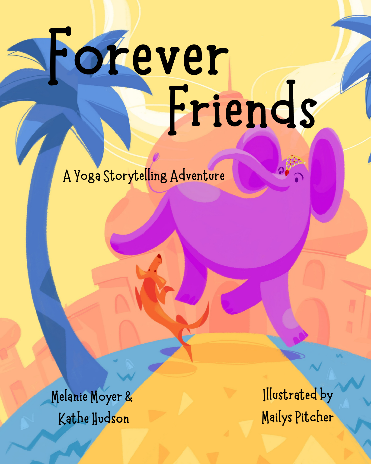 Forever
Friends
A Yoga Storytelling Adventure
Melanie Moyer &
Kathe Hudson
Illustrated by
Mailys Pitcher